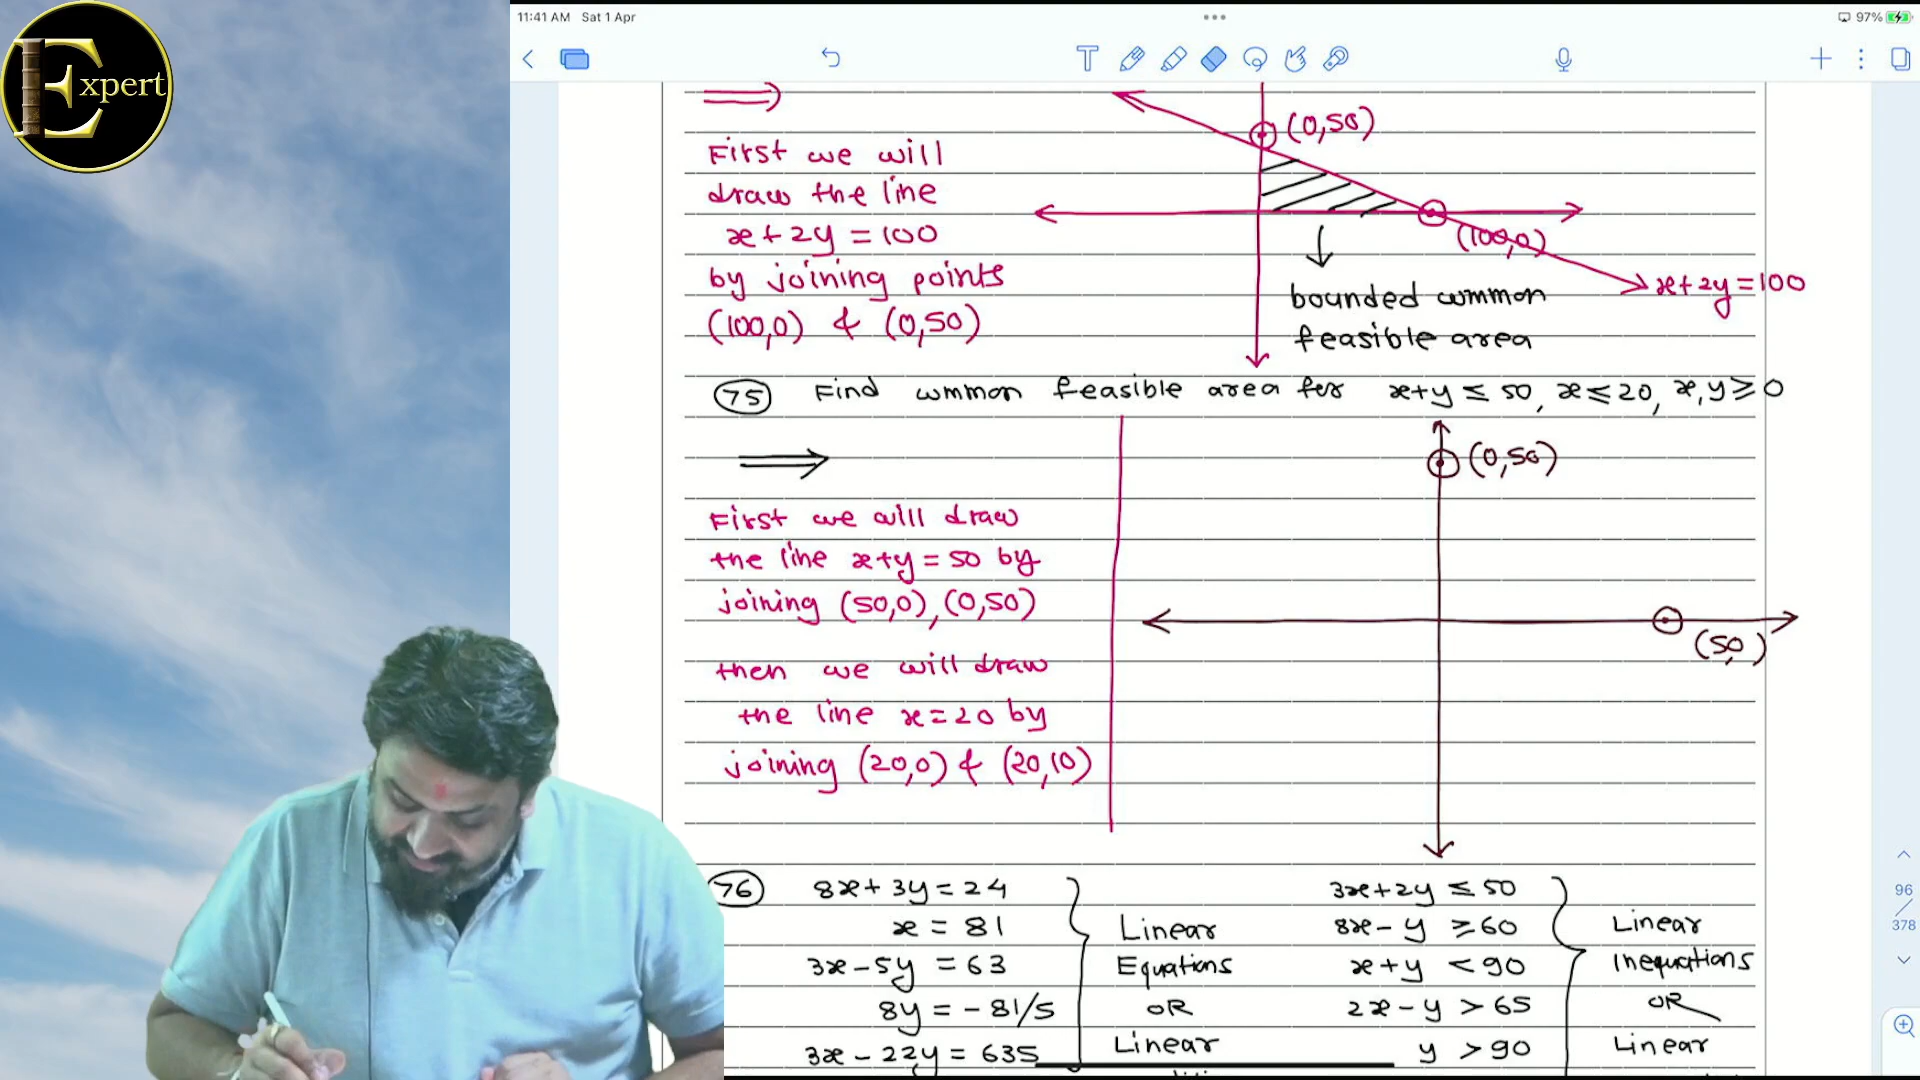 Expert
11:41 AM Sat 1 Apr
97%
(0,50)
First we will
draw the line
x + 2y = 100
by joining points
(100,0) & (0,50)
(100,0)
x + 2y = 100
bounded common
feasible area
75 Find common feasible area for x+y ≤ 50, x ≤ 20, x,y ≥ 0
(0,50)
First we will draw
the line x+y = 50 by
joining (50,0), (0,50)
(50, )
then we will draw
the line x = 20 by
joining (20,0) & (20,10)
76 8x + 3y = 24
x = 81
3x - 5y = 63
8y = - 81/5
3x - 22y = 635
Linear
Equations
OR
Linear
3x + 2y ≤ 50
8x - y ≥ 60
x + y < 90
2x - y > 65
y > 90
Linear
Inequations
OR
Linear
96
378